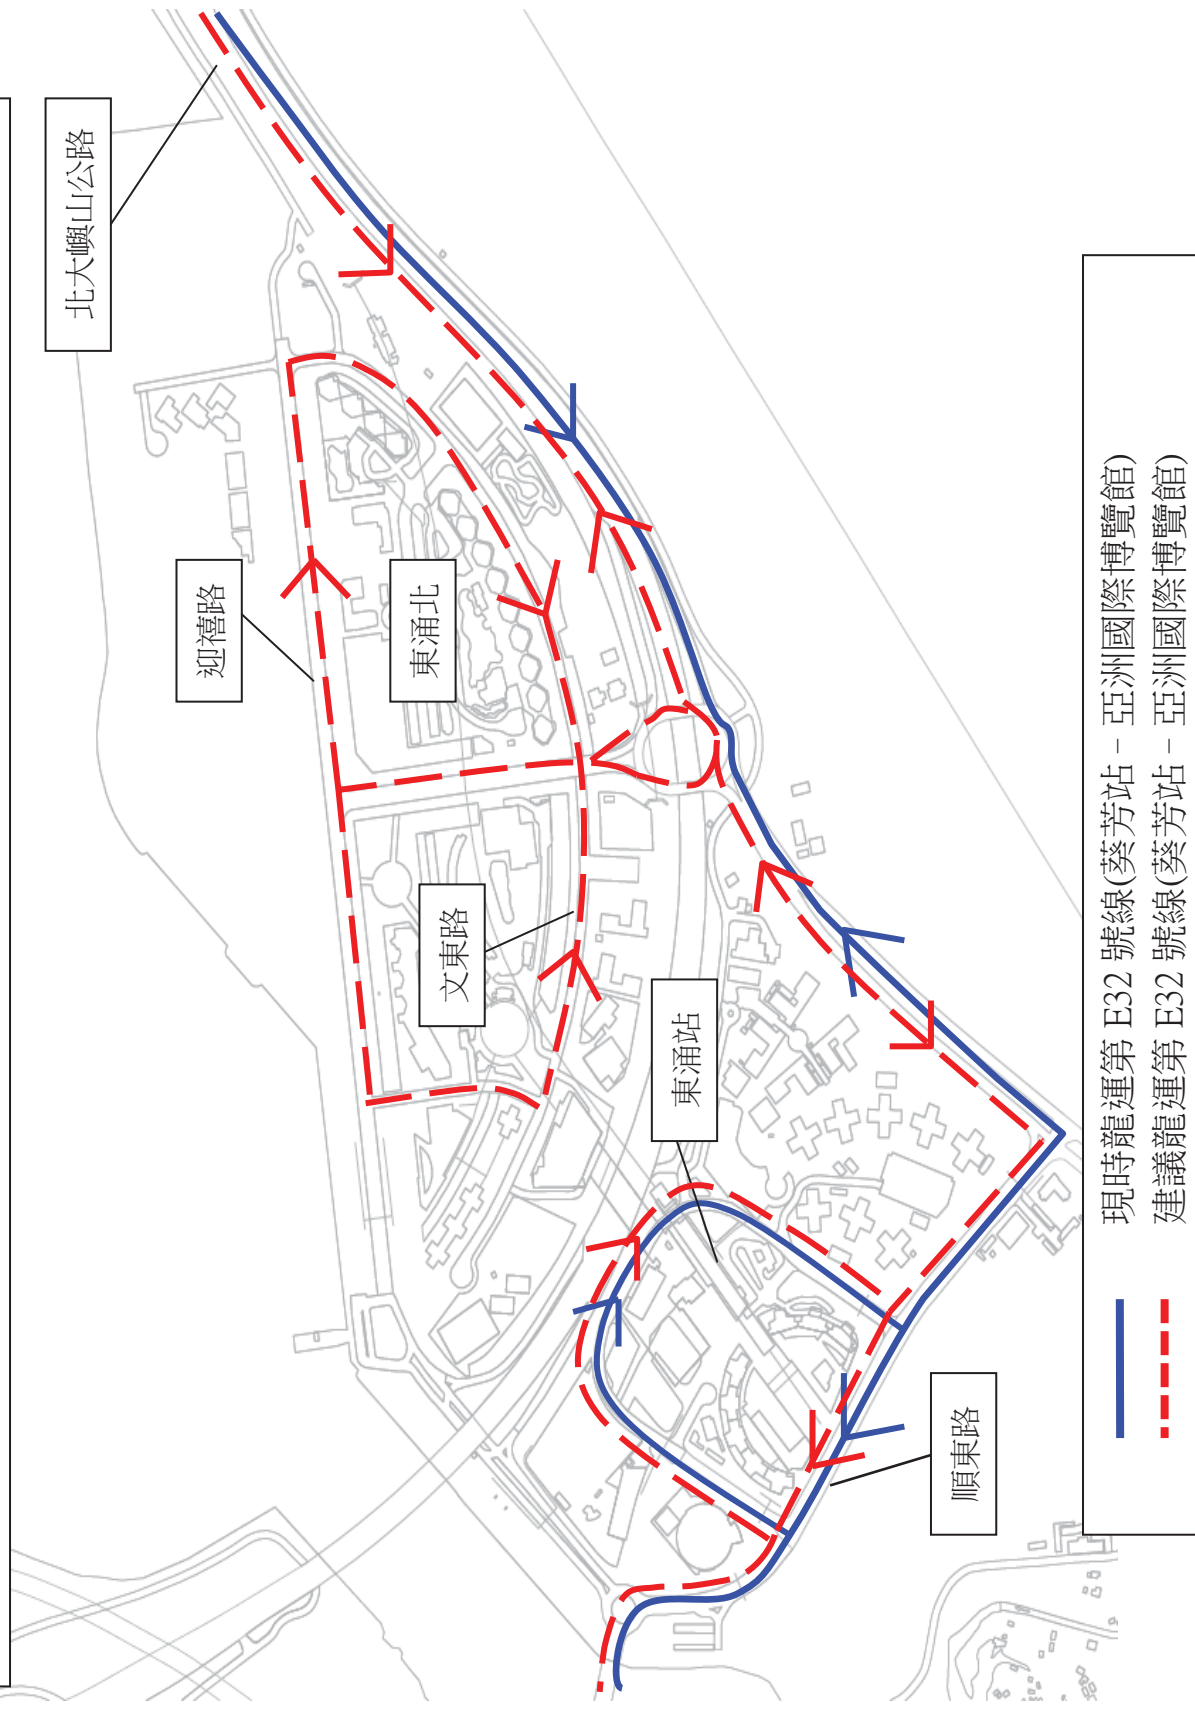 北大嶼山公路
迎禧路
東涌北
文東路
東涌站
順東路
現時龍運第 E32 號線(葵芳站 – 亞洲國際博覽館)
建議龍運第 E32 號線(葵芳站 – 亞洲國際博覽館)